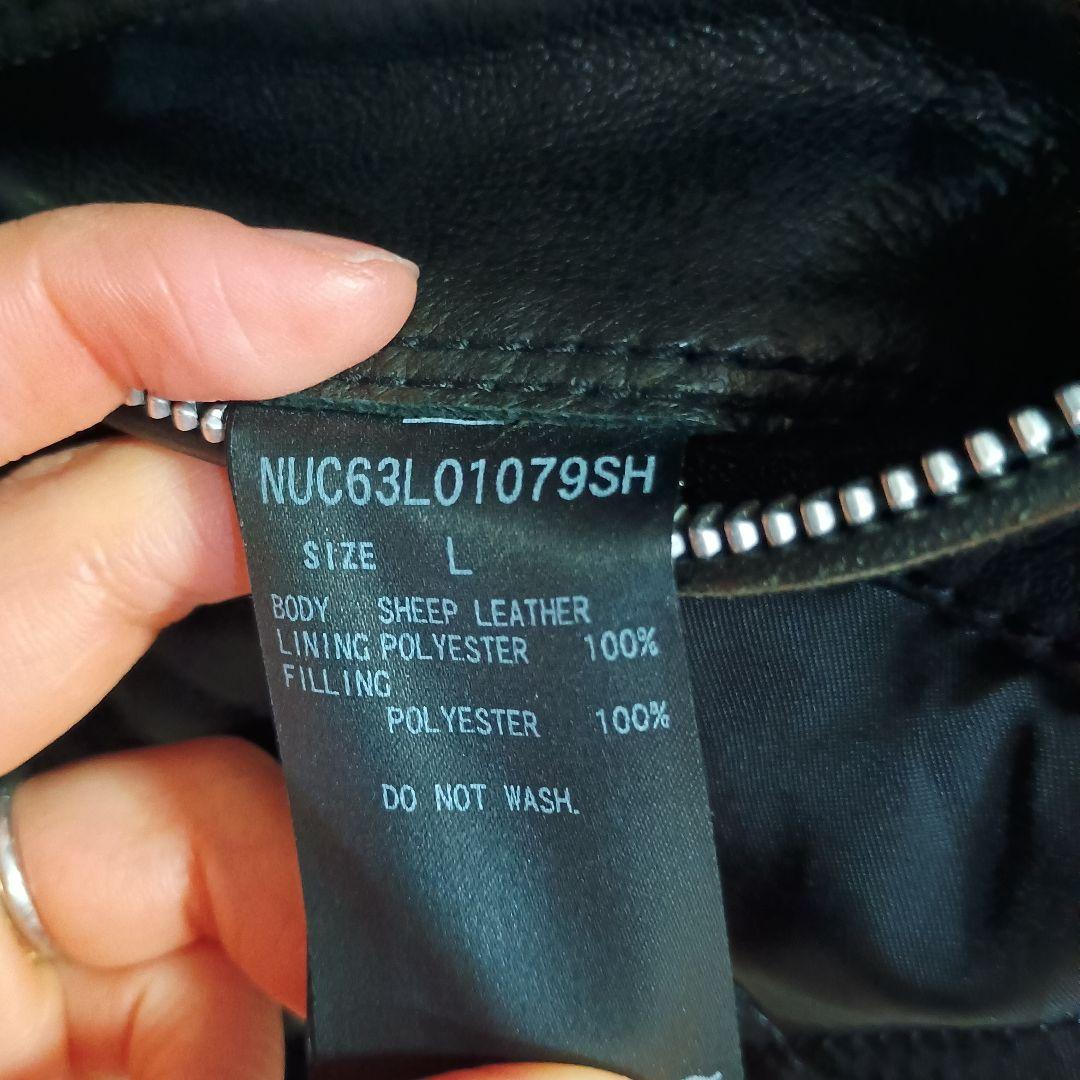 NUC63L01079SH
SIZE L
BODY SHEEP LEATHER
LINING POLYESTER 100%
FILLING
POLYESTER 100%
DO NOT WASH.